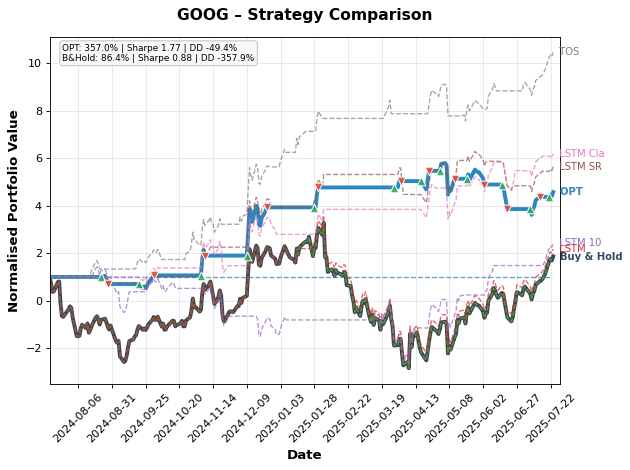 GOOG – Strategy Comparison
OPT: 357.0% | Sharpe 1.77 | DD -49.4%
B&Hold: 86.4% | Sharpe 0.88 | DD -357.9%
Normalised Portfolio Value
10
8
6
4
2
0
−2
TOS
LSTM Cla
LSTM SR
OPT
LSTM 10
LSTM
Buy & Hold
2024-08-06
2024-08-31
2024-09-25
2024-10-20
2024-11-14
2024-12-09
2025-01-03
2025-01-28
2025-02-22
2025-03-19
2025-04-13
2025-05-08
2025-06-02
2025-06-27
2025-07-22
Date